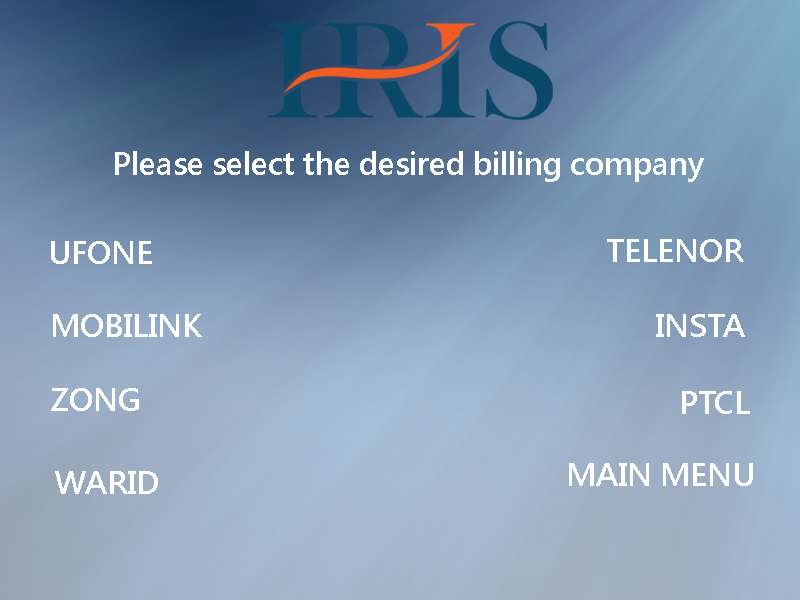 IRIS
Please select the desired billing company
UFONE
TELENOR
MOBILINK
INSTA
ZONG
PTCL
WARID
MAIN MENU